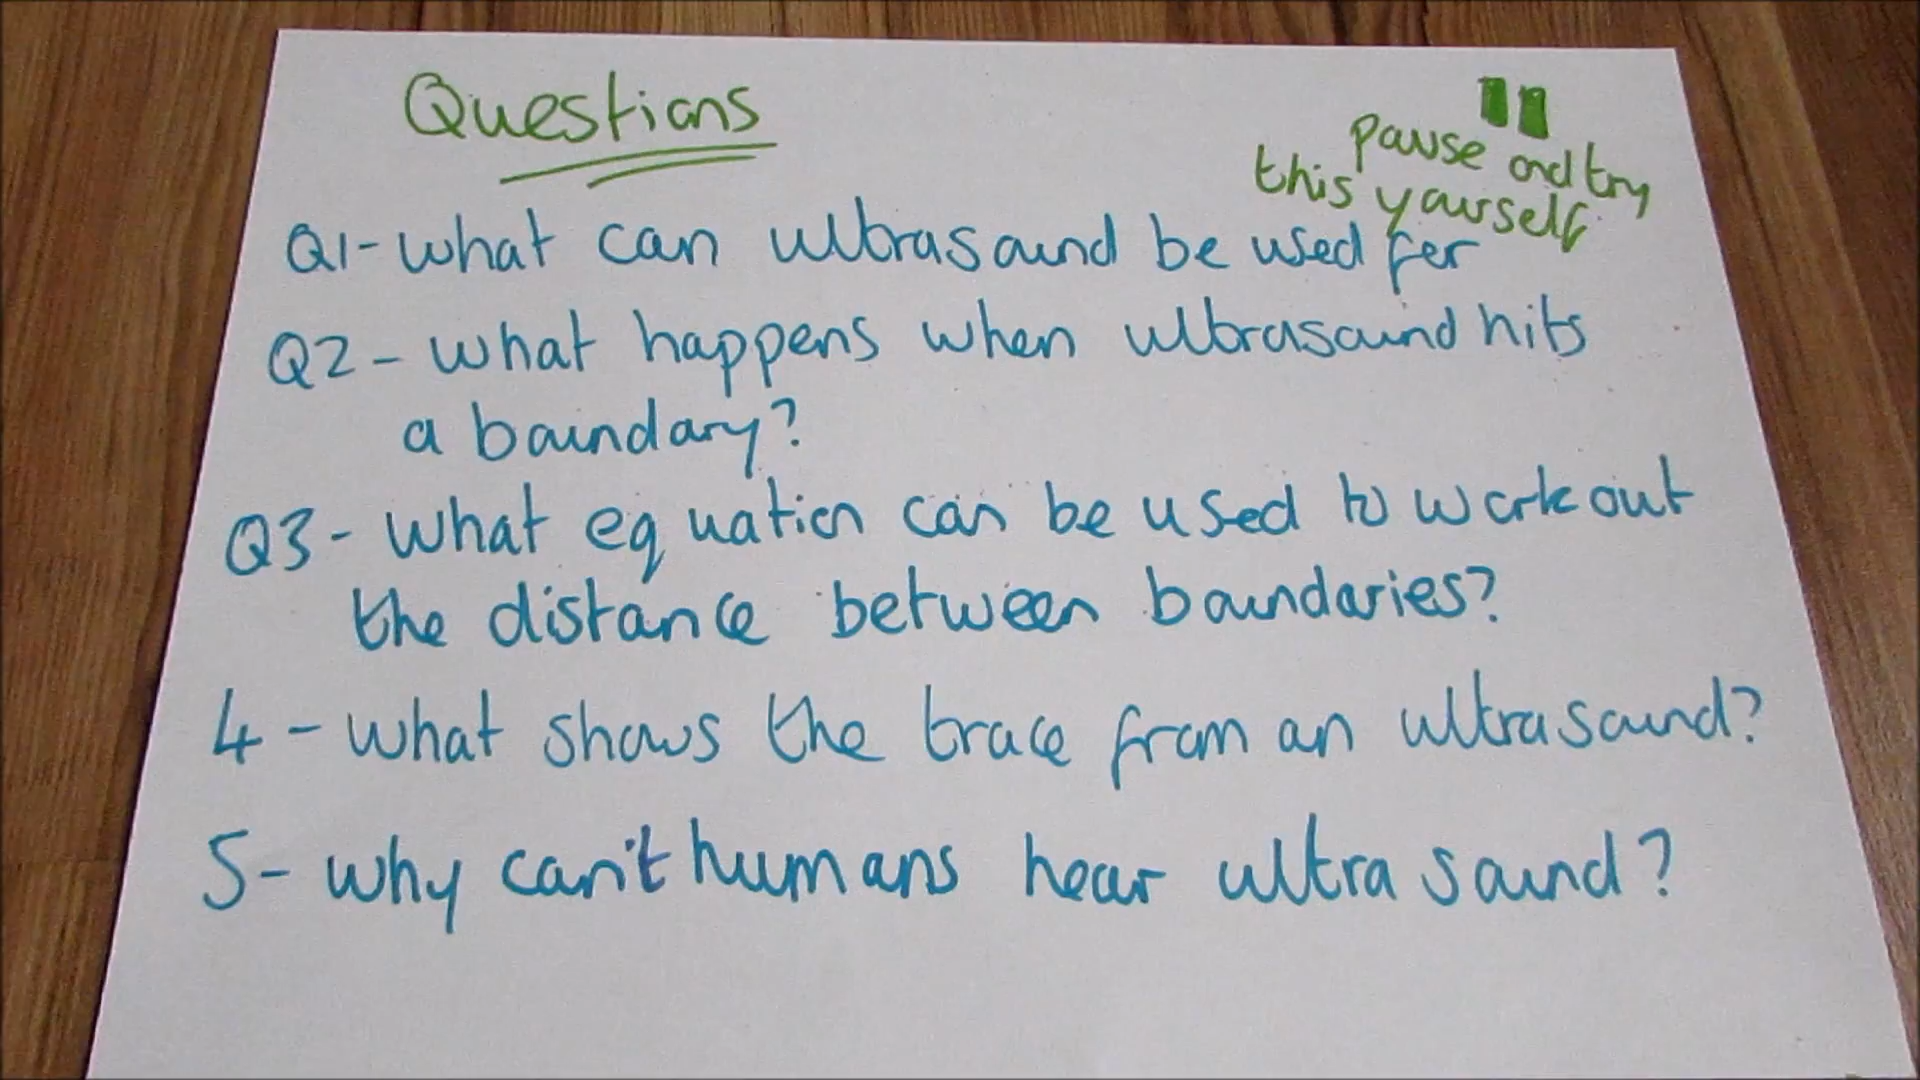 Questions
pause and try
this yourself
Q1-what can ultrasound be used for
Q2-what happens when ultrasound hits
a boundary?
Q3-what equation can be used to work out
the distance between boundaries?
4-what shows the trace from an ultrasound?
5-why can't humans hear ultrasound?